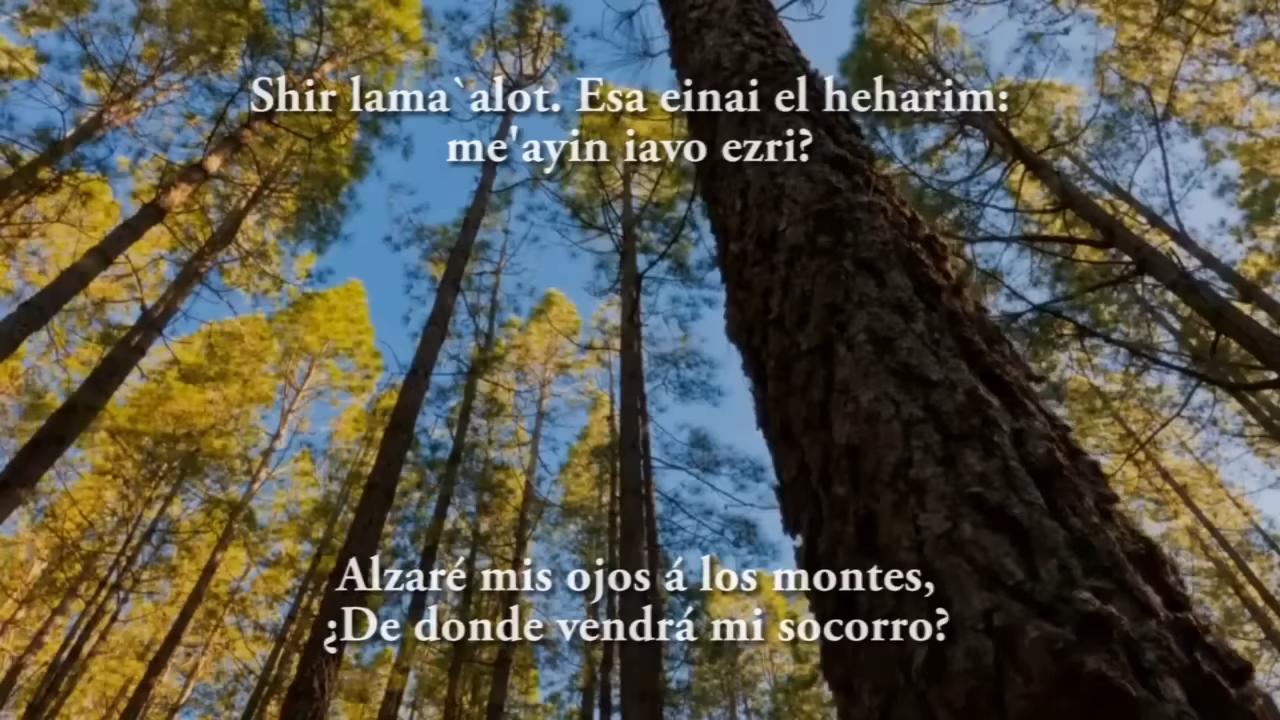 Shir lama`alot. Esa einai el heharim:
me'ayin iavo ezri?
Alzaré mis ojos á los montes,
¿De donde vendrá mi socorro?